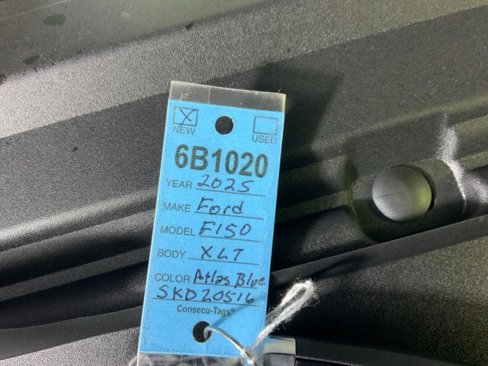 X
NEW USED
6B1020
YEAR 2025
MAKE Ford
MODEL F150
BODY XLT
COLOR Atlas Blue
SKD20516
Consecu-Tags®